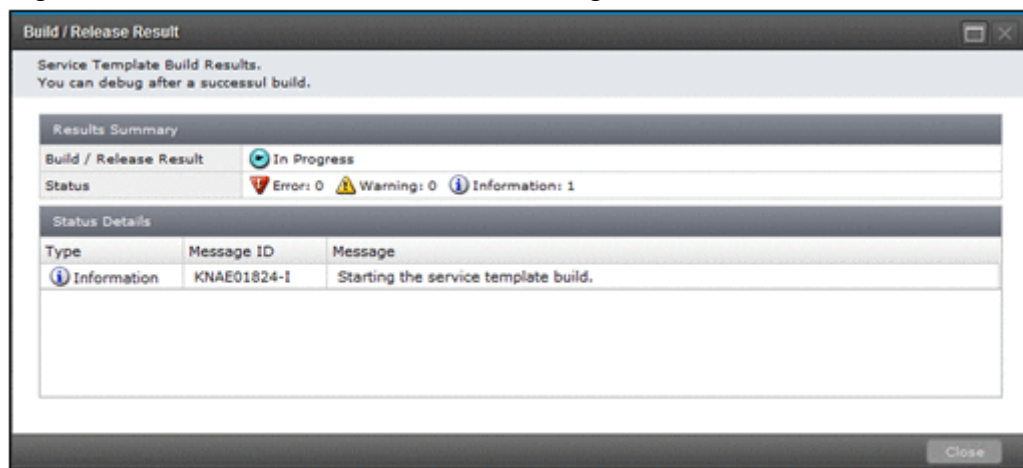 Build / Release Result
Service Template Build Results.
You can debug after a successul build.
Results Summary
Build / Release Result In Progress
Status Error: 0 Warning: 0 Information: 1
Status Details
Type Message ID Message
Information KNAE01824-I Starting the service template build.
Close